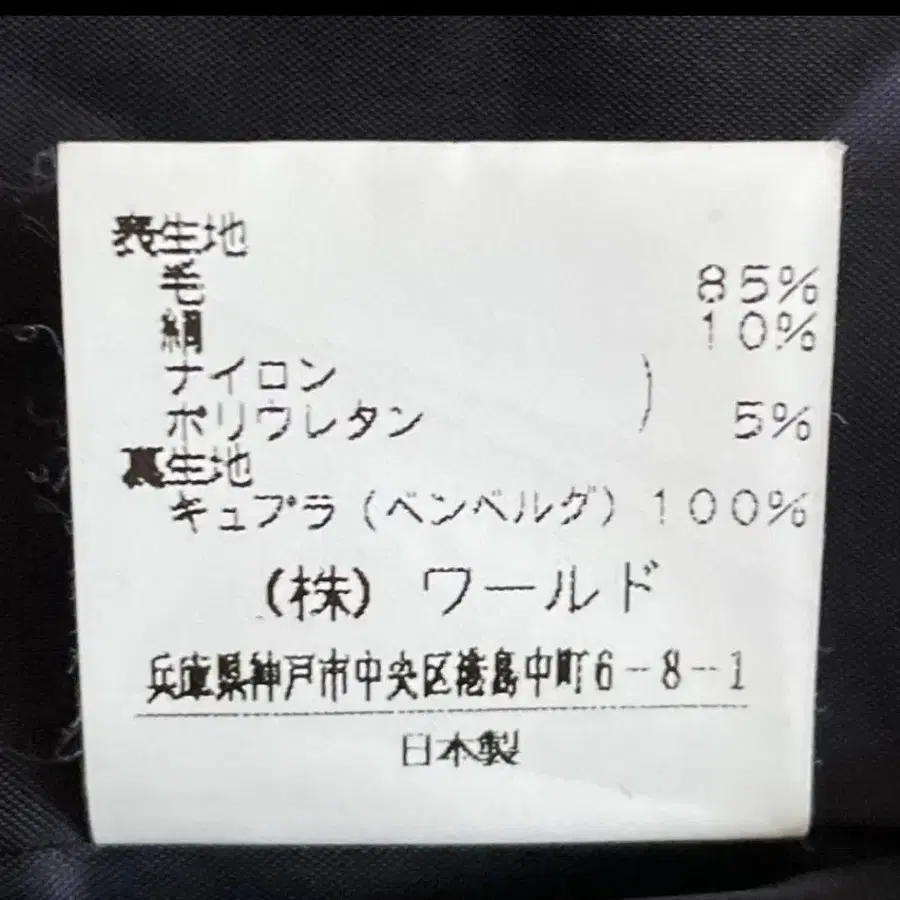 表生地
毛 85%
絹 10%
ナイロン
ポリウレタン ) 5%
裏生地
キュプラ(ベンベルグ) 100%
(株) ワールド
兵庫県神戸市中央区港島中町6-8-1
日本製